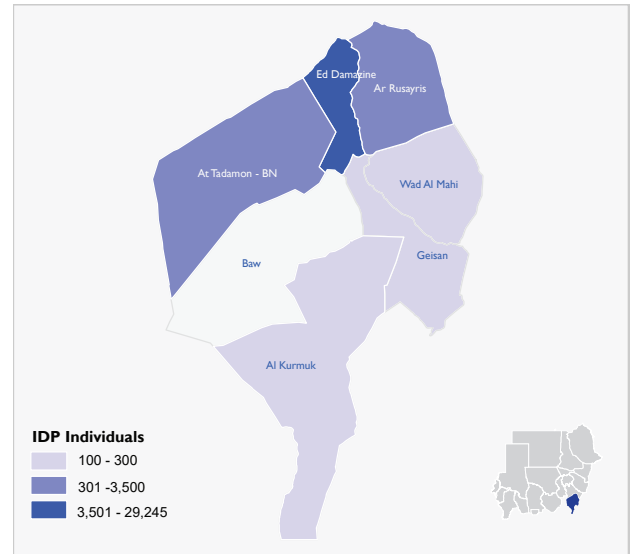 Ed Damazine
Ar Rusayris
At Tadamon - BN
Wad Al Mahi
Geisan
Baw
Al Kurmuk
IDP Individuals
100 - 300
301 -3,500
3,501 - 29,245